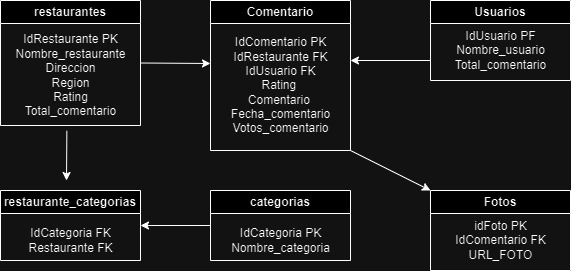 restaurantes
IdRestaurante PK
Nombre_restaurante
Direccion
Region
Rating
Total_comentario
Comentario
IdComentario PK
IdRestaurante FK
IdUsuario FK
Rating
Comentario
Fecha_comentario
Votos_comentario
Usuarios
IdUsuario PF
Nombre_usuario
Total_comentario
restaurante_categorias
IdCategoria FK
Restaurante FK
categorias
IdCategoria PK
Nombre_categoria
Fotos
idFoto PK
IdComentario FK
URL_FOTO